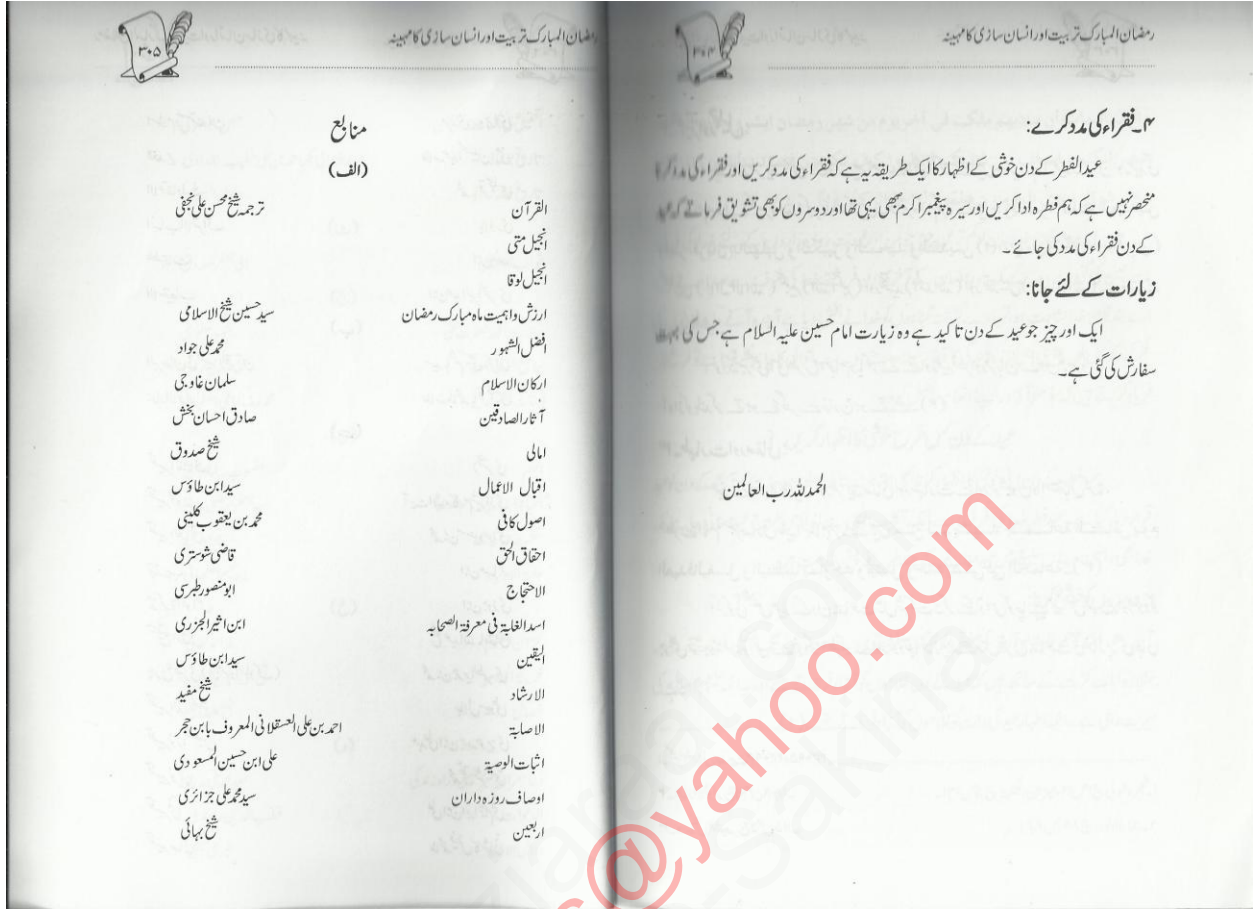 رمضان المبارک تربیت اور انسان سازی کا مہینہ
۳۰۴
۴۔ فقراء کی مدد کرے:
عید الفطر کے دن خوشی کے اظہار کا ایک طریقہ یہ ہے کہ فقراء کی مدد کریں اور فقراء کی مدد کرنا
منحصر نہیں ہے کہ ہم فطرہ ادا کریں اور سیرہ پیغمبر اکرم بھی یہی تھا اور دوسروں کو بھی تشویق فرماتے کہ عید
کے دن فقراء کی مدد کی جائے۔
زیارات کے لئے جانا:
ایک اور چیز جو عید کے دن تاکید ہے وہ زیارت امام حسین علیہ السلام ہے جس کی بہت
سفارش کی گئی ہے۔
الحمد للہ رب العالمین
رمضان المبارک تربیت اور انسان سازی کا مہینہ
۳۰۵
منابع
(الف)
القرآن ترجمہ شیخ محسن علی نجفی
انجیل متی
انجیل لوقا
ارزش و اہمیت ماہ مبارک رمضان سید حسین شیخ الاسلامی
افضل الشہور محمد علی جواد
ارکان الاسلام سلمان غاوجی
آثار الصادقین صادق احسان بخش
امالی شیخ صدوق
اقبال الاعمال سید ابن طاؤس
اصول کافی محمد بن یعقوب کلینی
احقاق الحق قاضی شوستری
الاحتجاج ابو منصور طبرسی
اسد الغابة فی معرفة الصحابہ ابن اثیر الجزری
الیقین سید ابن طاؤس
الارشاد شیخ مفید
الاصابة احمد بن علی العسقلانی المعروف بابن حجر
اثبات الوصیة علی ابن حسین المسعودی
اوصاف روزہ داران سید محمد علی جزائری
اربعین شیخ بہائی
@yahoo.com